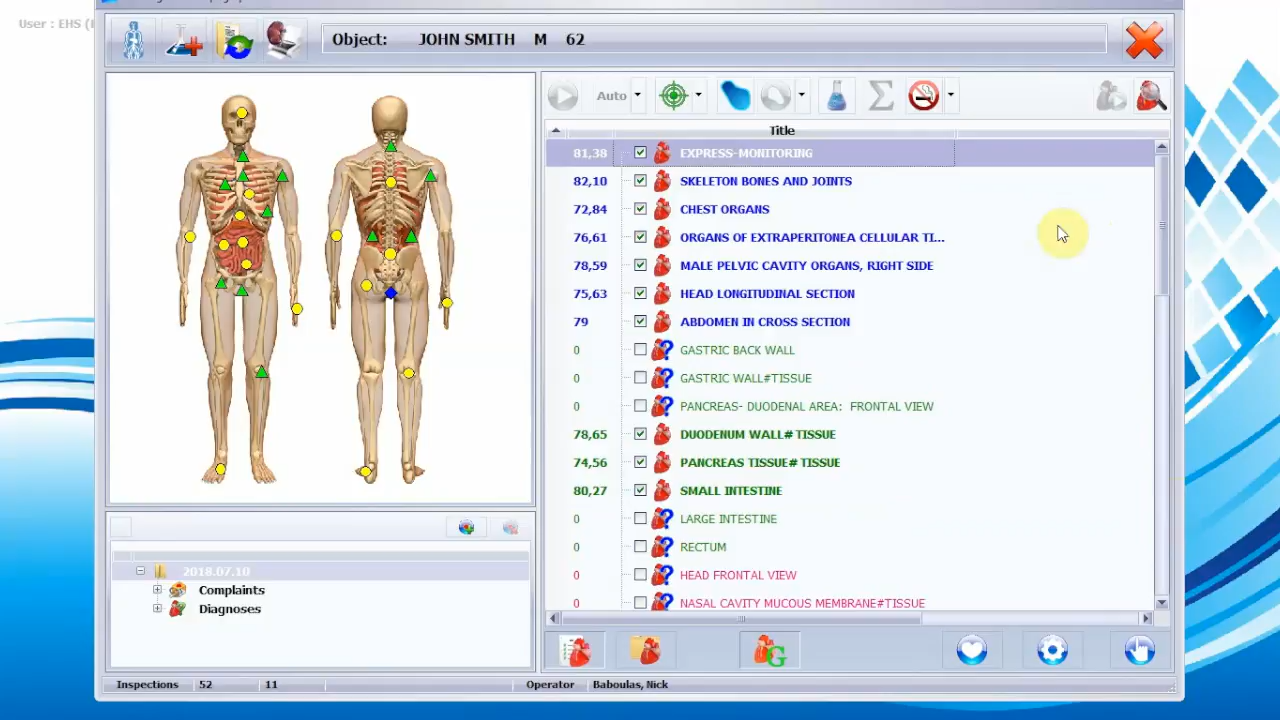 User : EHS (
Object: JOHN SMITH M 62
Auto
Title
81,38 EXPRESS-MONITORING
82,10 SKELETON BONES AND JOINTS
72,84 CHEST ORGANS
76,61 ORGANS OF EXTRAPERITONEA CELLULAR TI...
78,59 MALE PELVIC CAVITY ORGANS, RIGHT SIDE
75,63 HEAD LONGITUDINAL SECTION
79 ABDOMEN IN CROSS SECTION
0 GASTRIC BACK WALL
0 GASTRIC WALL#TISSUE
0 PANCREAS- DUODENAL AREA: FRONTAL VIEW
78,65 DUODENUM WALL# TISSUE
74,56 PANCREAS TISSUE# TISSUE
80,27 SMALL INTESTINE
0 LARGE INTESTINE
0 RECTUM
0 HEAD FRONTAL VIEW
0 NASAL CAVITY MUCOUS MEMBRANE#TISSUE
2018.07.10
Complaints
Diagnoses
G
Inspections 52 11 Operator Baboulas, Nick